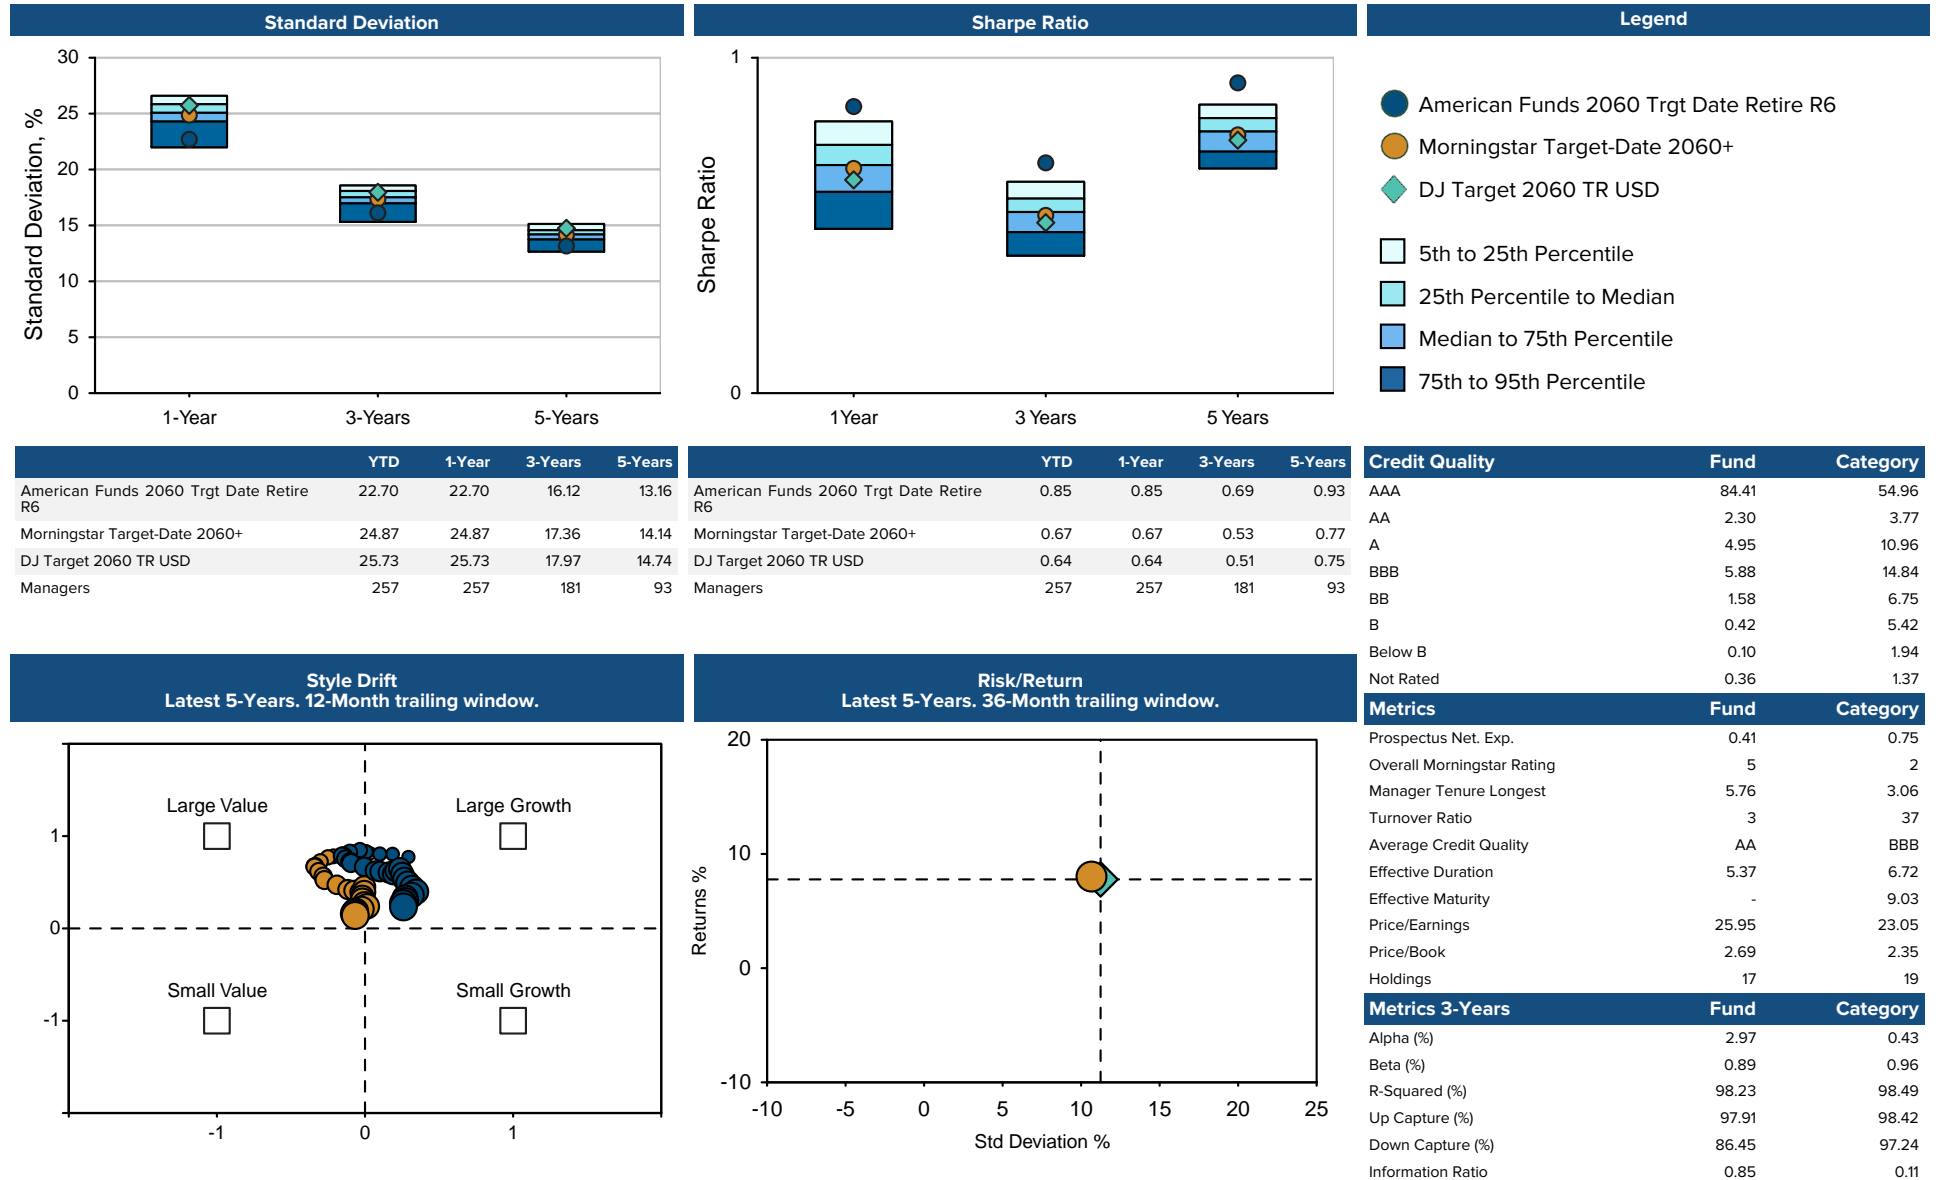 Standard Deviation
30
25
20
15
10
5
0
Standard Deviation, %
1-Year 3-Years 5-Years
Sharpe Ratio
1
0
Sharpe Ratio
1Year 3 Years 5 Years
Legend
American Funds 2060 Trgt Date Retire R6
Morningstar Target-Date 2060+
DJ Target 2060 TR USD
5th to 25th Percentile
25th Percentile to Median
Median to 75th Percentile
75th to 95th Percentile
YTD 1-Year 3-Years 5-Years
American Funds 2060 Trgt Date Retire 22.70 22.70 16.12 13.16
R6
Morningstar Target-Date 2060+ 24.87 24.87 17.36 14.14
DJ Target 2060 TR USD 25.73 25.73 17.97 14.74
Managers 257 257 181 93
YTD 1-Year 3-Years 5-Years
American Funds 2060 Trgt Date Retire 0.85 0.85 0.69 0.93
R6
Morningstar Target-Date 2060+ 0.67 0.67 0.53 0.77
DJ Target 2060 TR USD 0.64 0.64 0.51 0.75
Managers 257 257 181 93
Credit Quality Fund Category
AAA 84.41 54.96
AA 2.30 3.77
A 4.95 10.96
BBB 5.88 14.84
BB 1.58 6.75
B 0.42 5.42
Below B 0.10 1.94
Not Rated 0.36 1.37
Metrics Fund Category
Prospectus Net. Exp. 0.41 0.75
Overall Morningstar Rating 5 2
Manager Tenure Longest 5.76 3.06
Turnover Ratio 3 37
Average Credit Quality AA BBB
Effective Duration 5.37 6.72
Effective Maturity - 9.03
Price/Earnings 25.95 23.05
Price/Book 2.69 2.35
Holdings 17 19
Metrics 3-Years Fund Category
Alpha (%) 2.97 0.43
Beta (%) 0.89 0.96
R-Squared (%) 98.23 98.49
Up Capture (%) 97.91 98.42
Down Capture (%) 86.45 97.24
Information Ratio 0.85 0.11
Style Drift
Latest 5-Years. 12-Month trailing window.
Large Value Large Growth
1
0
Small Value Small Growth
-1
-1 0 1
Risk/Return
Latest 5-Years. 36-Month trailing window.
20
10
0
-10
Returns %
-10 -5 0 5 10 15 20 25
Std Deviation %